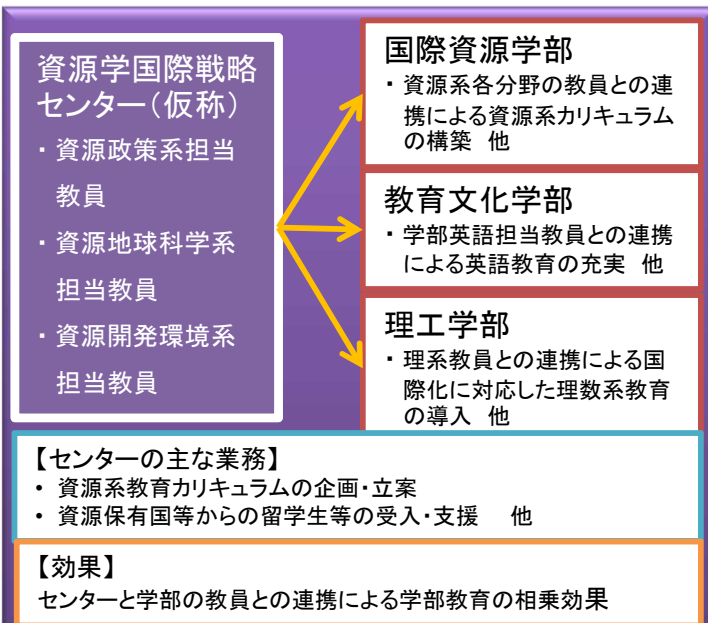 資源学国際戦略
センター(仮称)
・資源政策系担当
教員
・資源地球科学系
担当教員
・資源開発環境系
担当教員
国際資源学部
・資源系各分野の教員との連
携による資源系カリキュラム
の構築 他
教育文化学部
・学部英語担当教員との連携
による英語教育の充実 他
理工学部
・理系教員との連携による国
際化に対応した理数系教育
の導入 他
【センターの主な業務】
• 資源系教育カリキュラムの企画・立案
• 資源保有国等からの留学生等の受入・支援 他
【効果】
センターと学部の教員との連携による学部教育の相乗効果